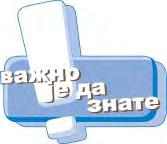 важно
је да
знате